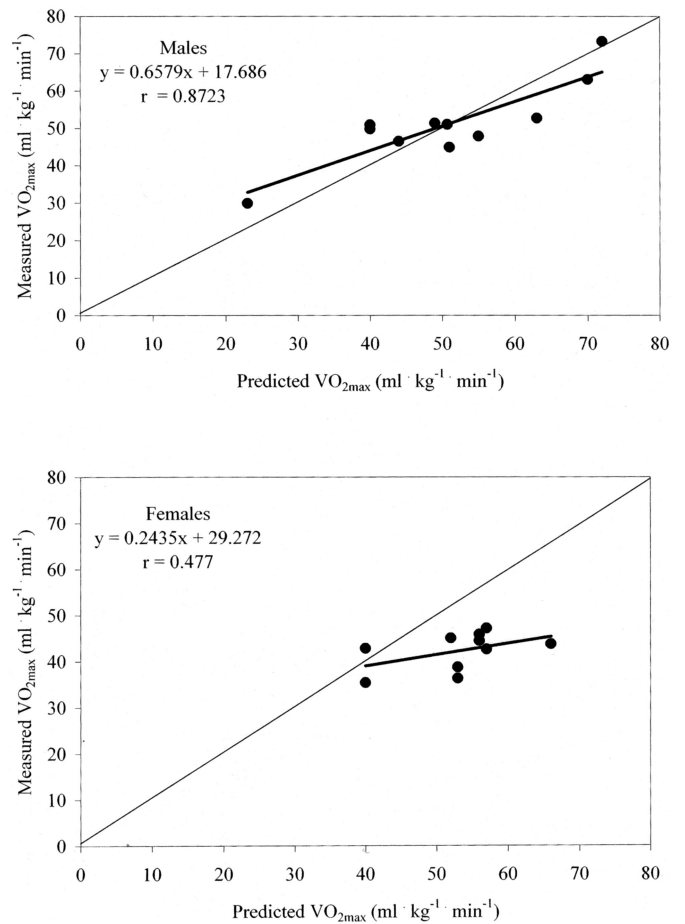 80
70
60
50
40
30
20
10
0
Measured VO2max (ml · kg-1 · min-1)
Males
y = 0.6579x + 17.686
r = 0.8723
0 10 20 30 40 50 60 70 80
Predicted VO2max (ml · kg-1 · min-1)
80
70
60
50
40
30
20
10
0
Measured VO2max (ml · kg-1 · min-1)
Females
y = 0.2435x + 29.272
r = 0.477
0 10 20 30 40 50 60 70 80
Predicted VO2max (ml · kg-1 · min-1)